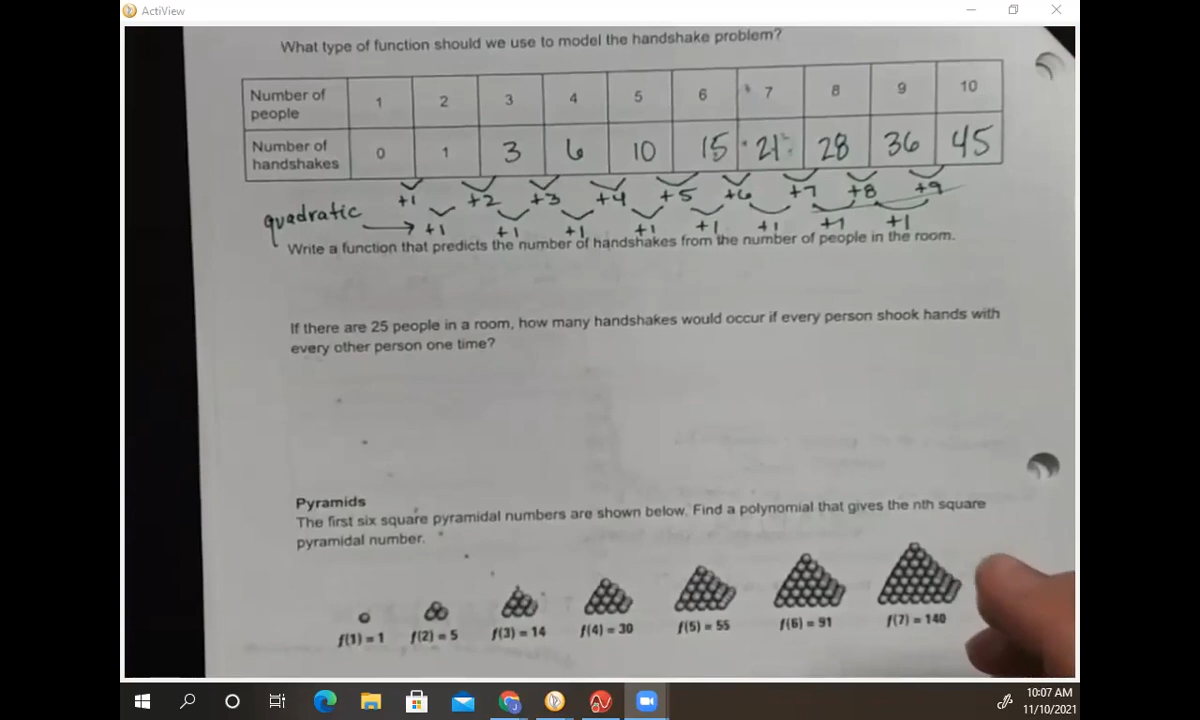 ActiView
What type of function should we use to model the handshake problem?
Number of people 1 2 3 4 5 6 7 8 9 10
Number of handshakes 0 1 3 6 10 15 21 28 36 45
+1 +2 +3 +4 +5 +6 +7 +8 +9
quadratic +1 +1 +1 +1 +1 +1 +1 +1
Write a function that predicts the number of handshakes from the number of people in the room.
If there are 25 people in a room, how many handshakes would occur if every person shook hands with
every other person one time?
Pyramids
The first six square pyramidal numbers are shown below. Find a polynomial that gives the nth square
pyramidal number.
f(1) = 1 f(2) = 5 f(3) = 14 f(4) = 30 f(5) = 55 f(6) = 91 f(7) = 140
10:07 AM
11/10/2021